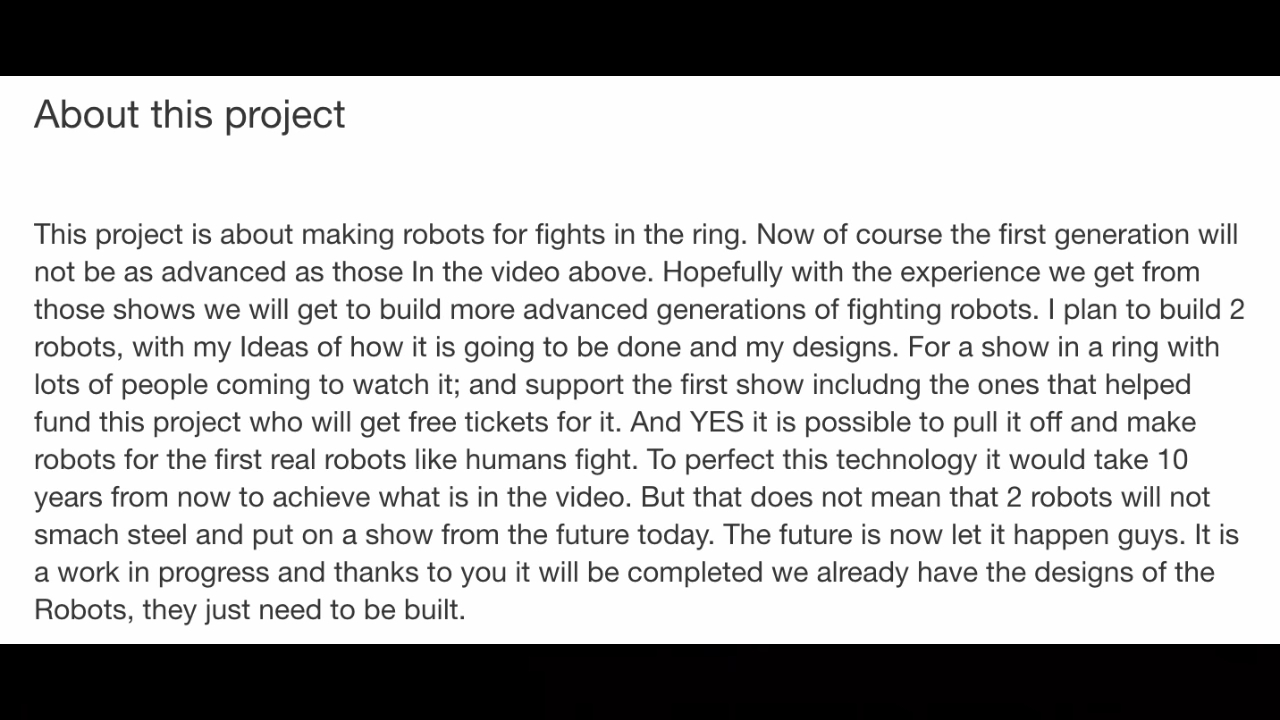 About this project
This project is about making robots for fights in the ring. Now of course the first generation will
not be as advanced as those In the video above. Hopefully with the experience we get from
those shows we will get to build more advanced generations of fighting robots. I plan to build 2
robots, with my Ideas of how it is going to be done and my designs. For a show in a ring with
lots of people coming to watch it; and support the first show includng the ones that helped
fund this project who will get free tickets for it. And YES it is possible to pull it off and make
robots for the first real robots like humans fight. To perfect this technology it would take 10
years from now to achieve what is in the video. But that does not mean that 2 robots will not
smach steel and put on a show from the future today. The future is now let it happen guys. It is
a work in progress and thanks to you it will be completed we already have the designs of the
Robots, they just need to be built.